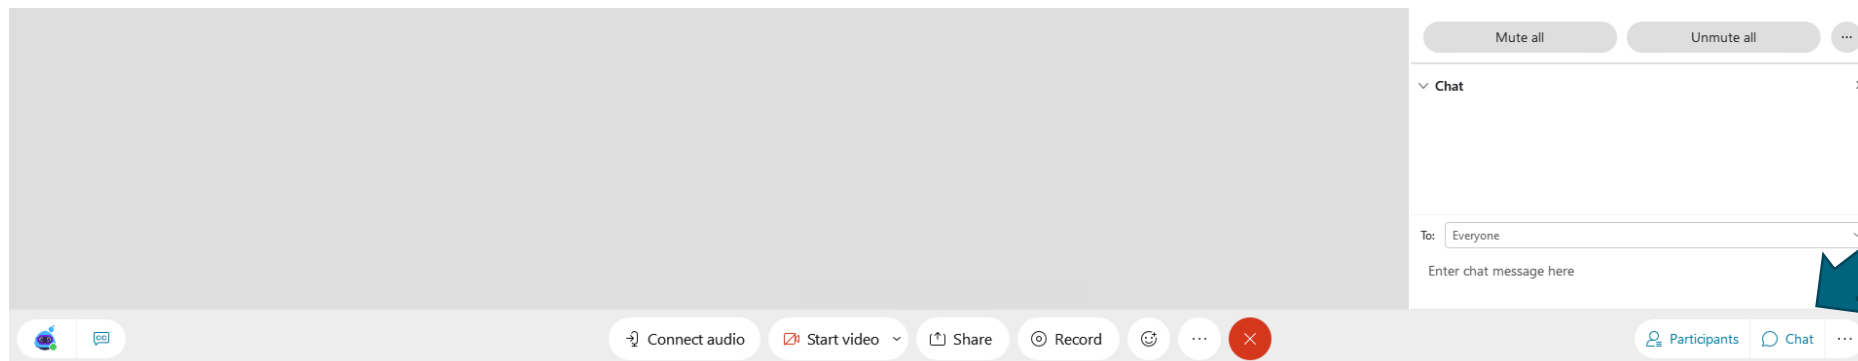 Mute all
Unmute all
Chat
To: Everyone
Enter chat message here
CC
Connect audio
Start video
Share
Record
Participants
Chat